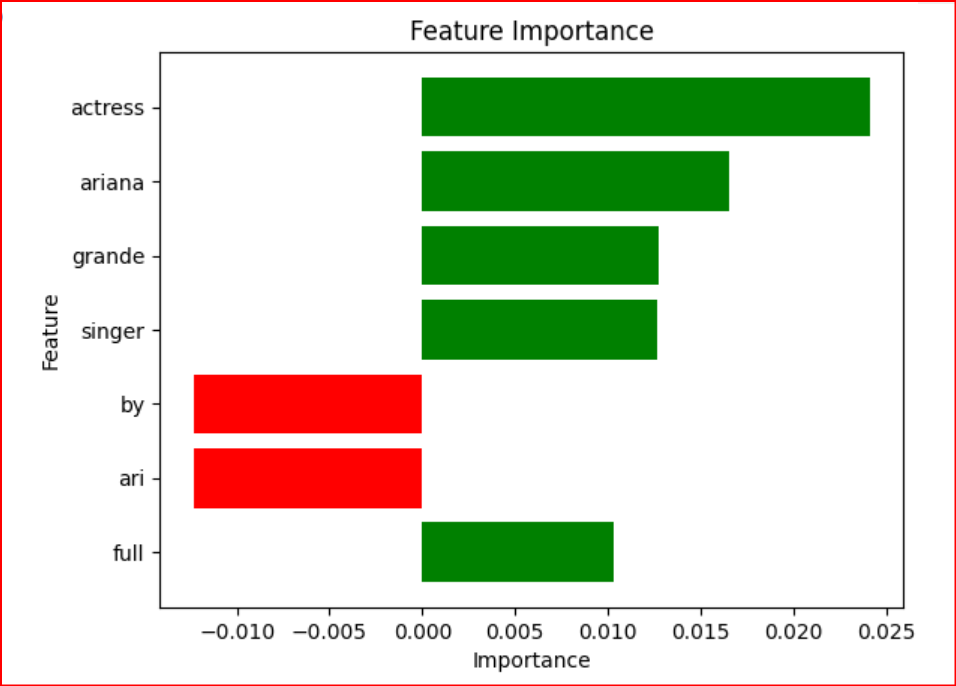 Feature Importance
actress
ariana
grande
singer
by
ari
full
Feature
−0.010 −0.005 0.000 0.005 0.010 0.015 0.020 0.025
Importance